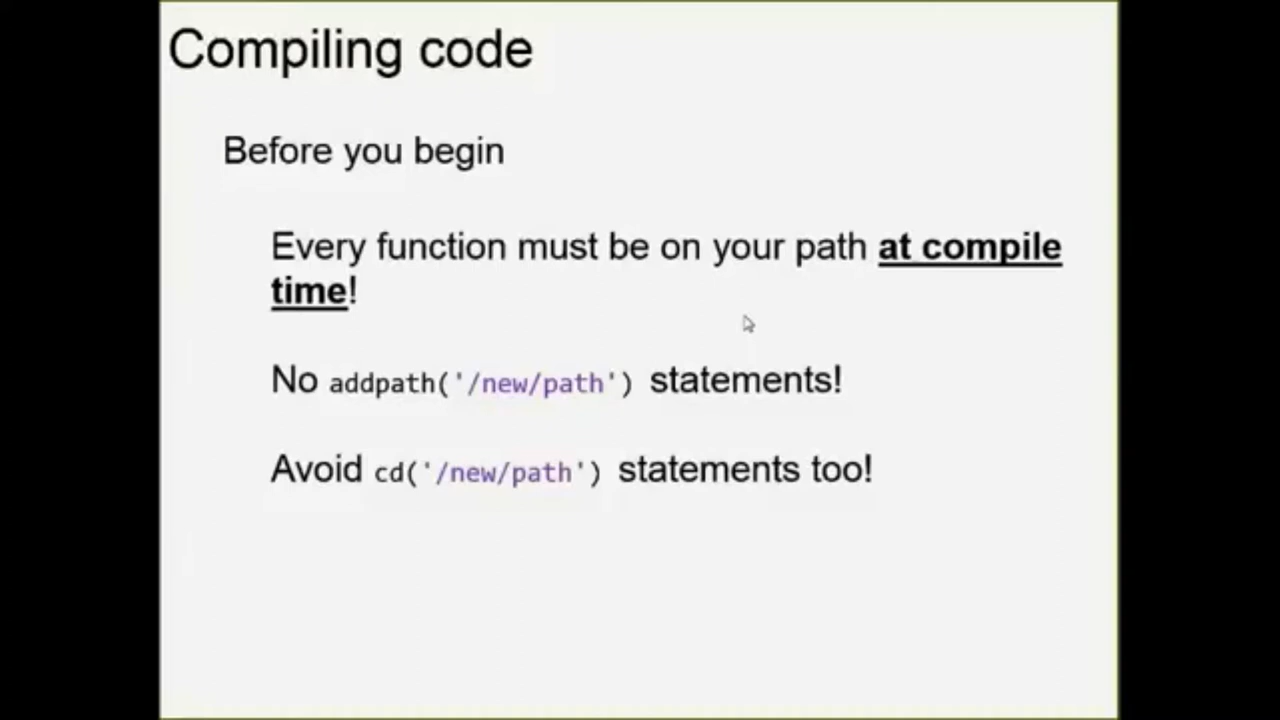 Compiling code
Before you begin
Every function must be on your path at compile
time!
No addpath('/new/path') statements!
Avoid cd('/new/path') statements too!